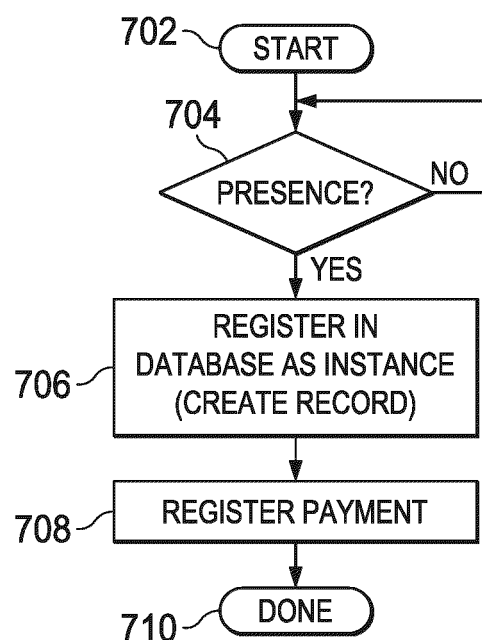 702
START
704
PRESENCE?
NO
YES
706
REGISTER IN
DATABASE AS INSTANCE
(CREATE RECORD)
708
REGISTER PAYMENT
710
DONE